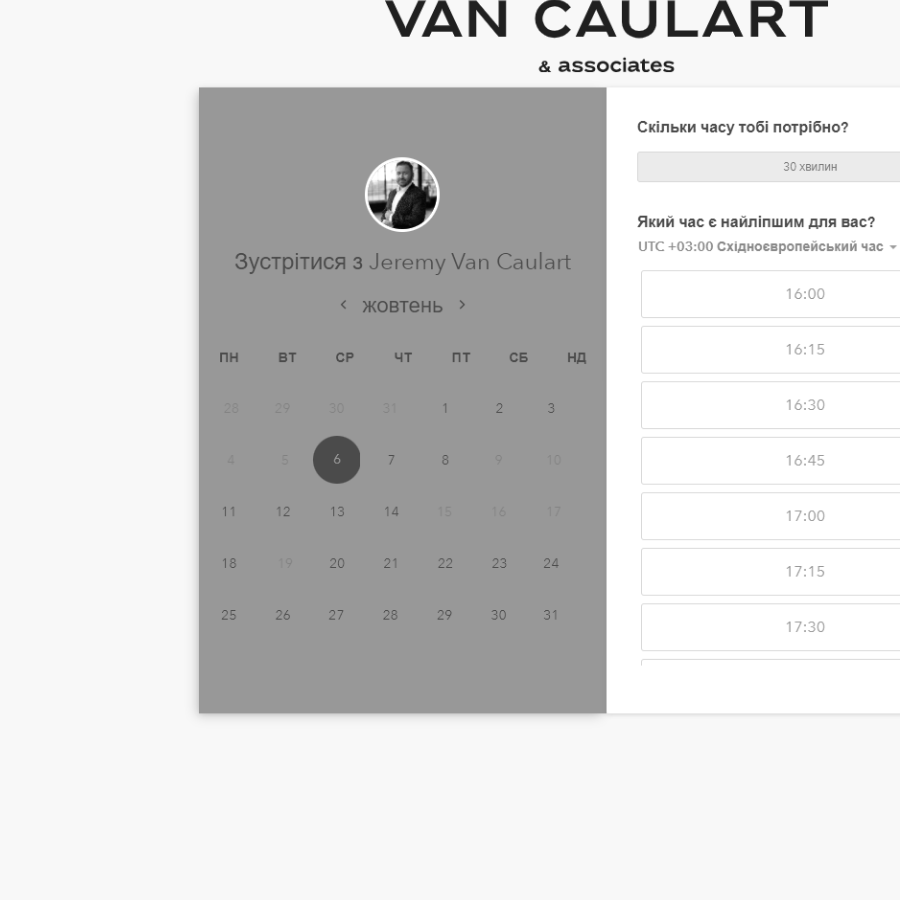 VAN CAULART
& associates
Зустрітися з Jeremy Van Caulart
жовтень
ПН ВТ СР ЧТ ПТ СБ НД
28 29 30 31 1 2 3
4 5 6 7 8 9 10
11 12 13 14 15 16 17
18 19 20 21 22 23 24
25 26 27 28 29 30 31
Скільки часу тобі потрібно?
30 хвилин
Який час є найліпшим для вас?
UTC +03:00 Східноєвропейський час
16:00
16:15
16:30
16:45
17:00
17:15
17:30